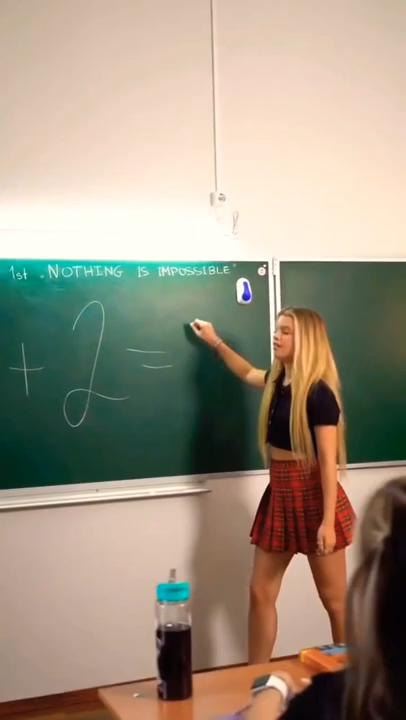 1st „NOTHING IS IMPOSSIBLE"
+ 2 =